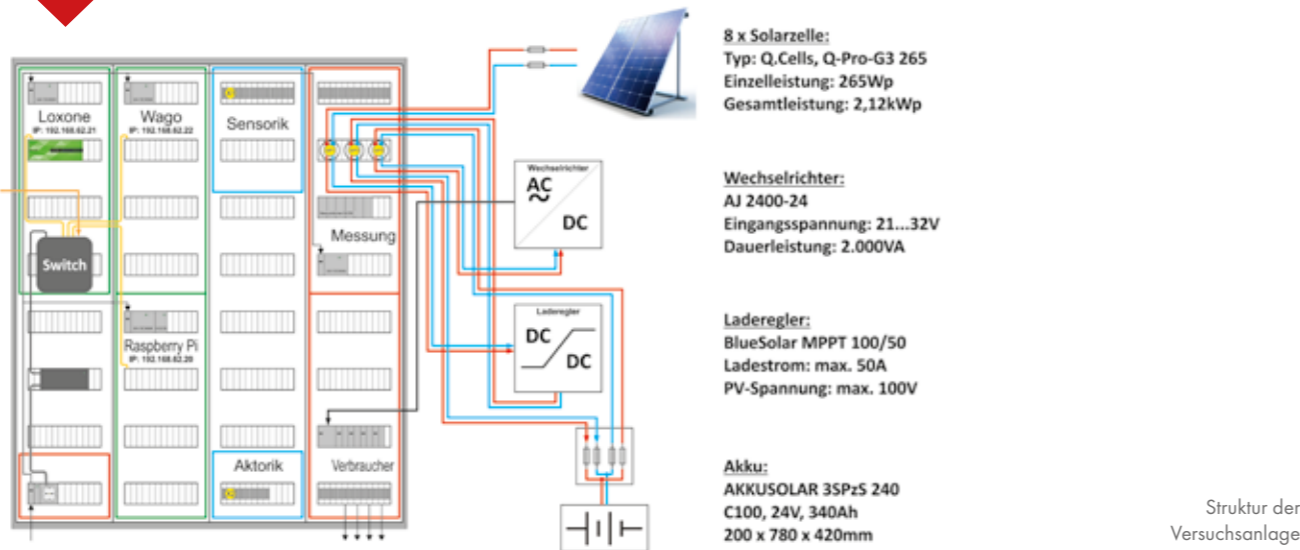 Loxone
IP: 192.168.62.21
Wago
IP: 192.168.62.22
Sensorik
Switch
Messung
Raspberry Pi
IP: 192.168.62.20
Aktorik
Verbraucher
Wechselrichter
AC
~
DC
Laderegler
DC
DC
8 x Solarzelle:
Typ: Q.Cells, Q-Pro-G3 265
Einzelleistung: 265Wp
Gesamtleistung: 2,12kWp
Wechselrichter:
AJ 2400-24
Eingangsspannung: 21...32V
Dauerleistung: 2.000VA
Laderegler:
BlueSolar MPPT 100/50
Ladestrom: max. 50A
PV-Spannung: max. 100V
Akku:
AKKUSOLAR 3SPzS 240
C100, 24V, 340Ah
200 x 780 x 420mm
Struktur der
Versuchsanlage